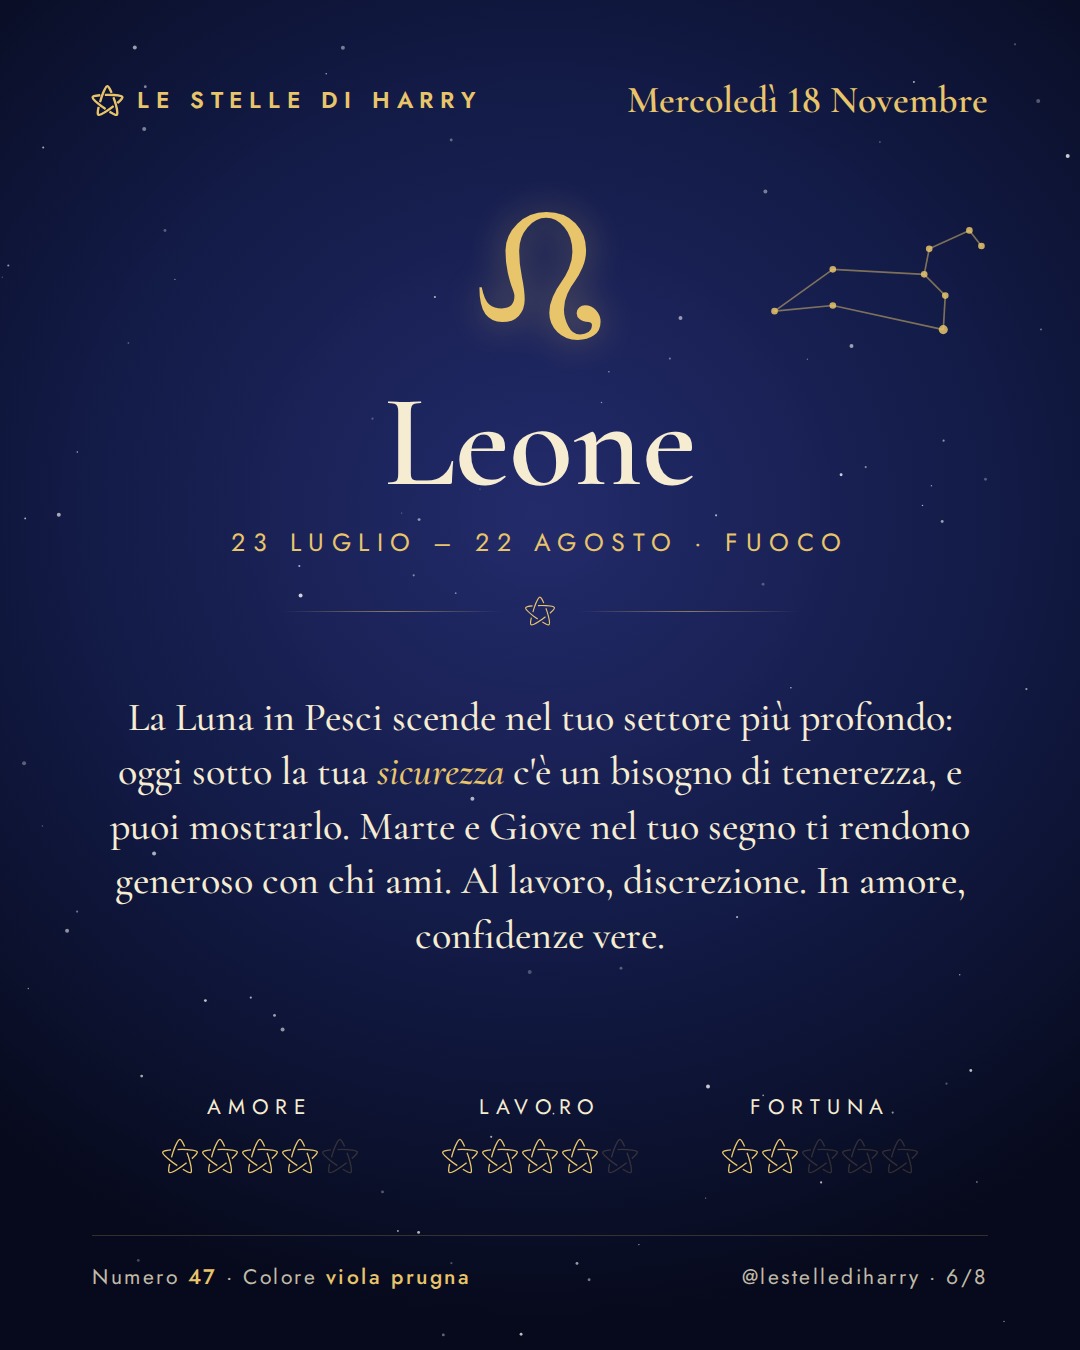 LE STELLE DI HARRY
Mercoledì 18 Novembre
♌
Leone
23 LUGLIO – 22 AGOSTO · FUOCO
La Luna in Pesci scende nel tuo settore più profondo:
oggi sotto la tua sicurezza c'è un bisogno di tenerezza, e
puoi mostrarlo. Marte e Giove nel tuo segno ti rendono
generoso con chi ami. Al lavoro, discrezione. In amore,
confidenze vere.
AMORE
LAVORO
FORTUNA
Numero 47 · Colore viola prugna
@lestellediharry · 6/8